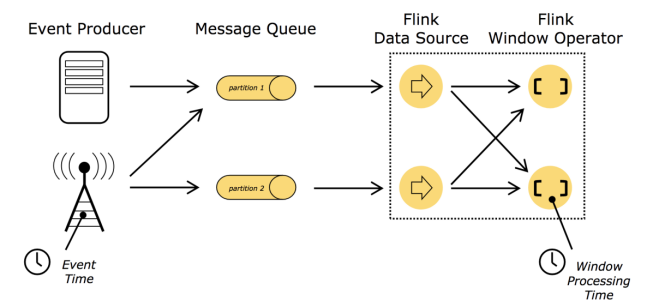 Event Producer
Message Queue
Flink
Data Source
Flink
Window Operator
partition 1
partition 2
Event
Time
Window
Processing
Time